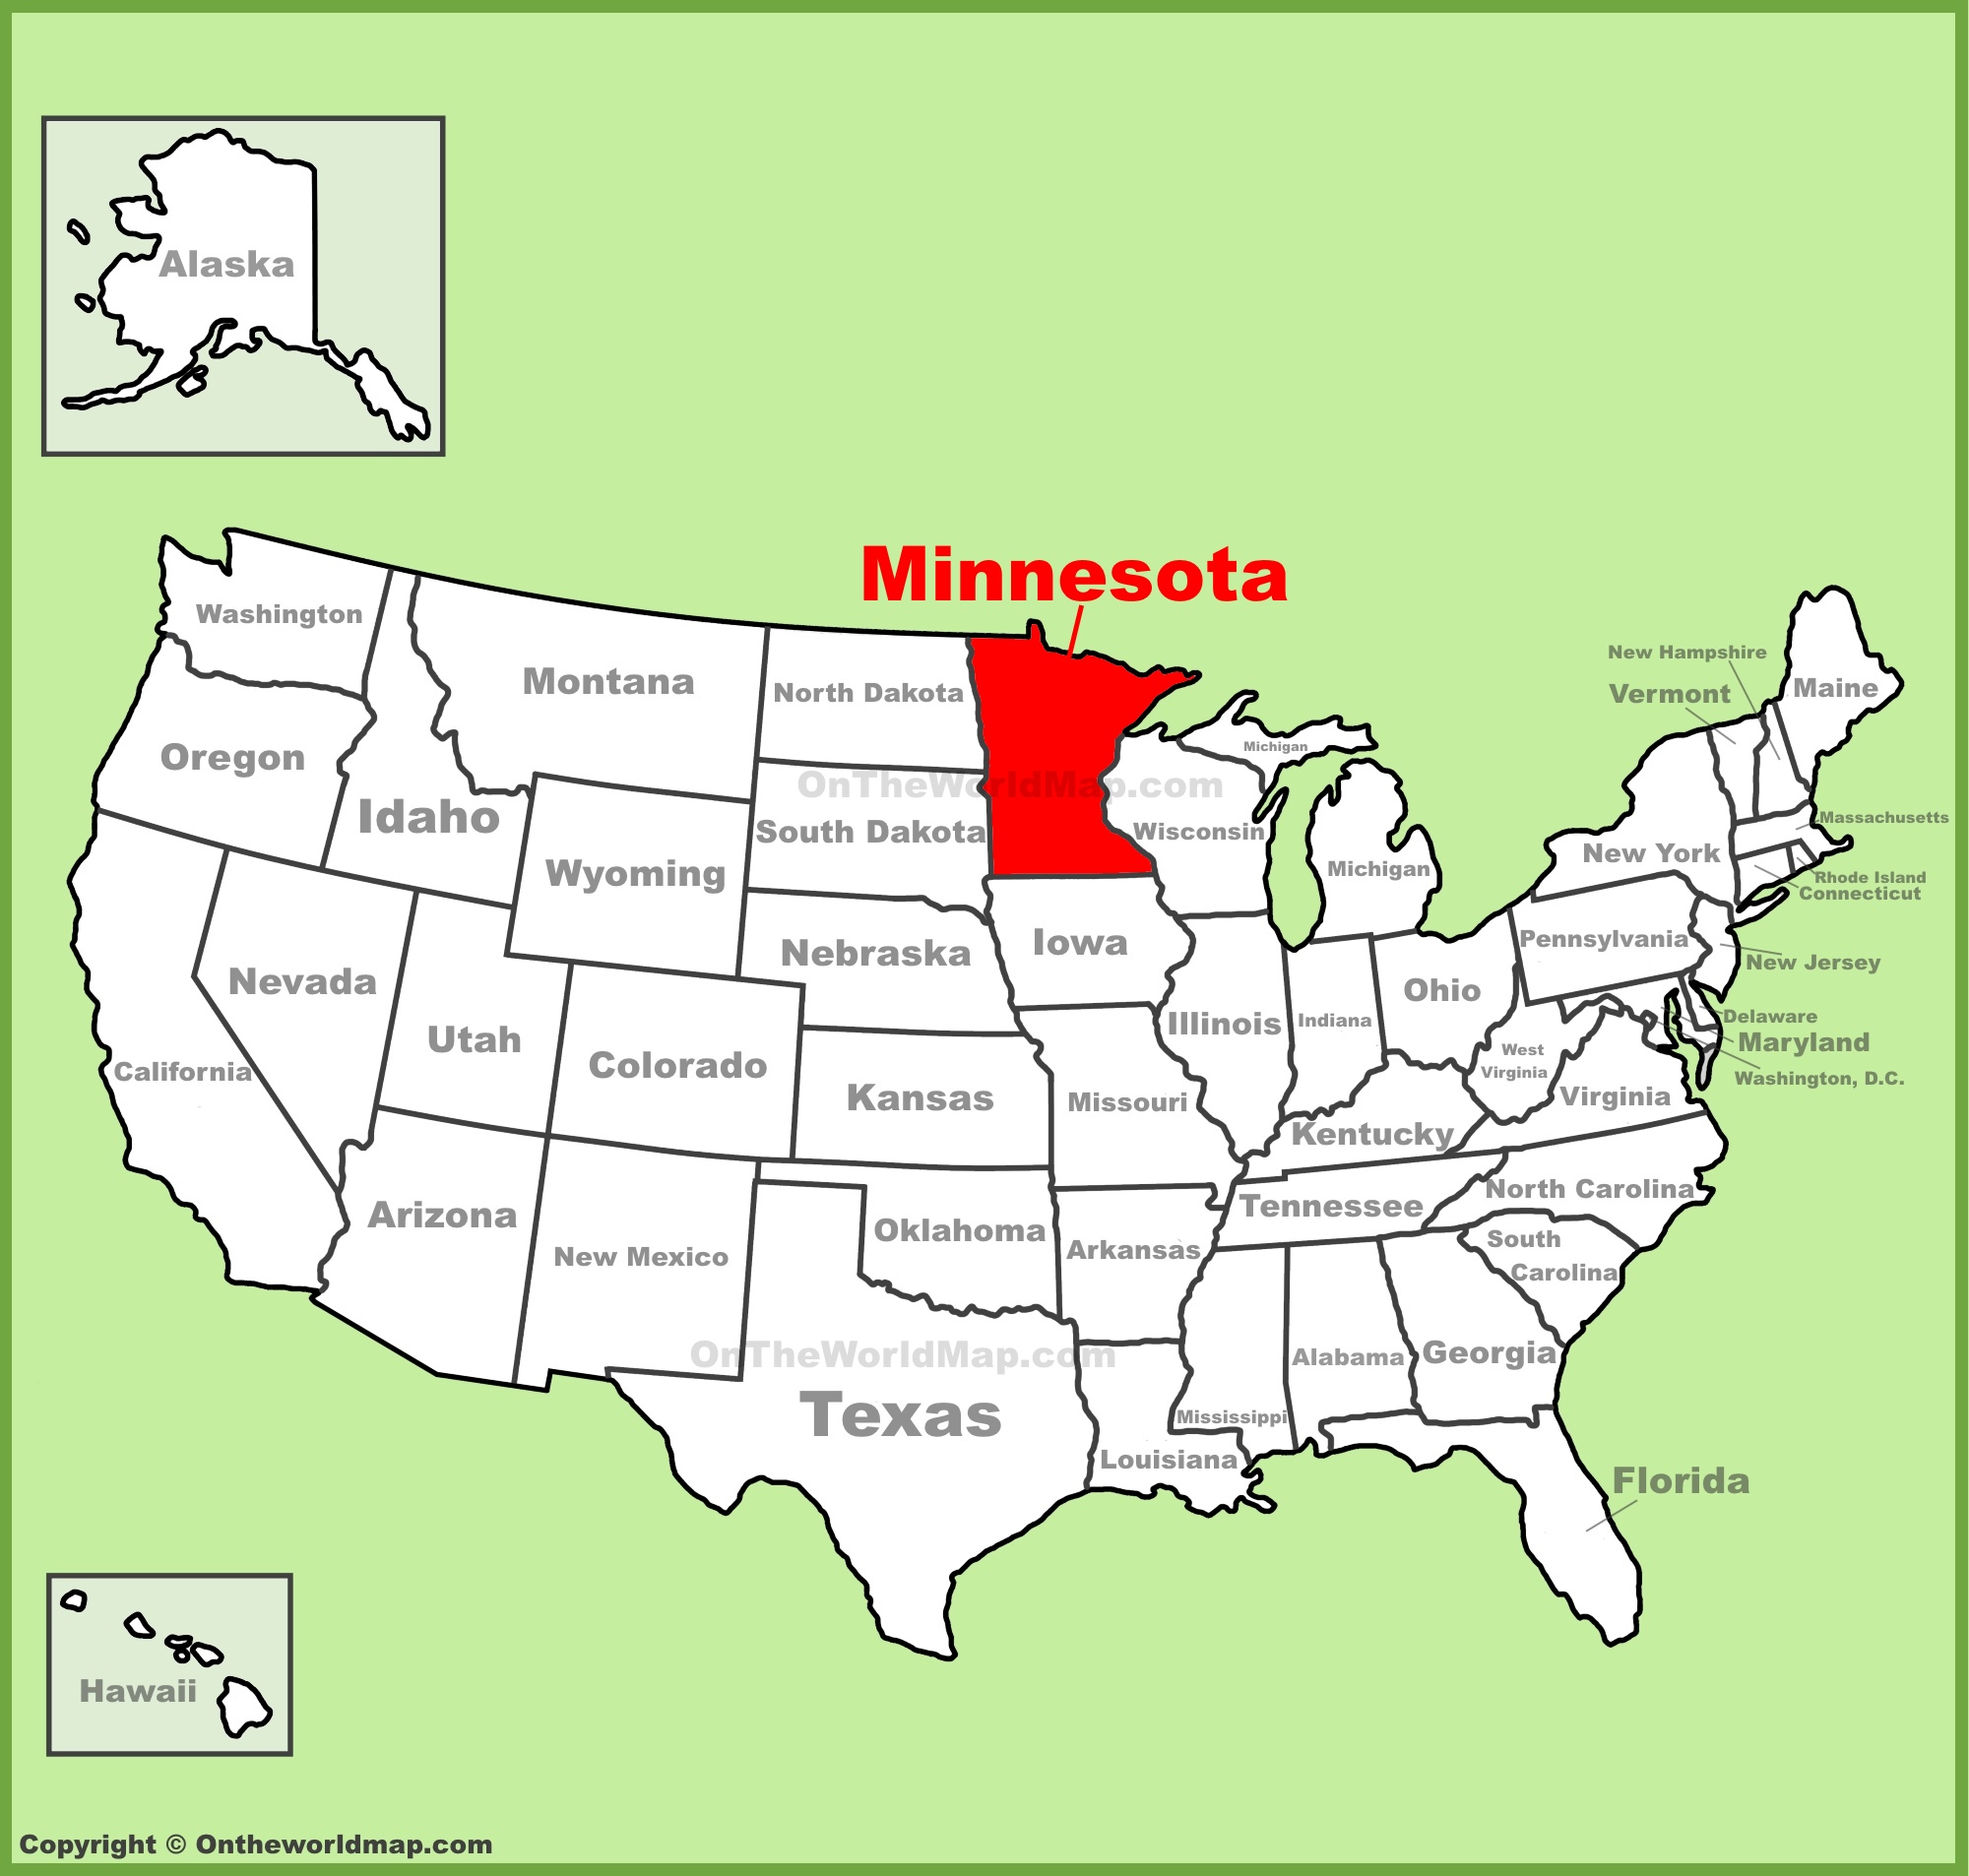 Alaska
Minnesota
Washington
Montana
North Dakota
New Hampshire
Vermont
Maine
Oregon
Michigan
OnTheWorldMap.com
Idaho
South Dakota
Wisconsin
Massachusetts
Wyoming
Michigan
New York
Rhode Island
Connecticut
Iowa
Pennsylvania
Nebraska
New Jersey
Nevada
Ohio
Illinois
Indiana
Delaware
Utah
Maryland
West
Virginia
Colorado
California
Washington, D.C.
Kansas
Missouri
Virginia
Kentucky
North Carolina
Tennessee
Arizona
Oklahoma
South
Carolina
Arkansas
New Mexico
OnTheWorldMap.com
Alabama
Georgia
Texas
Mississippi
Louisiana
Florida
Hawaii
Copyright © Ontheworldmap.com